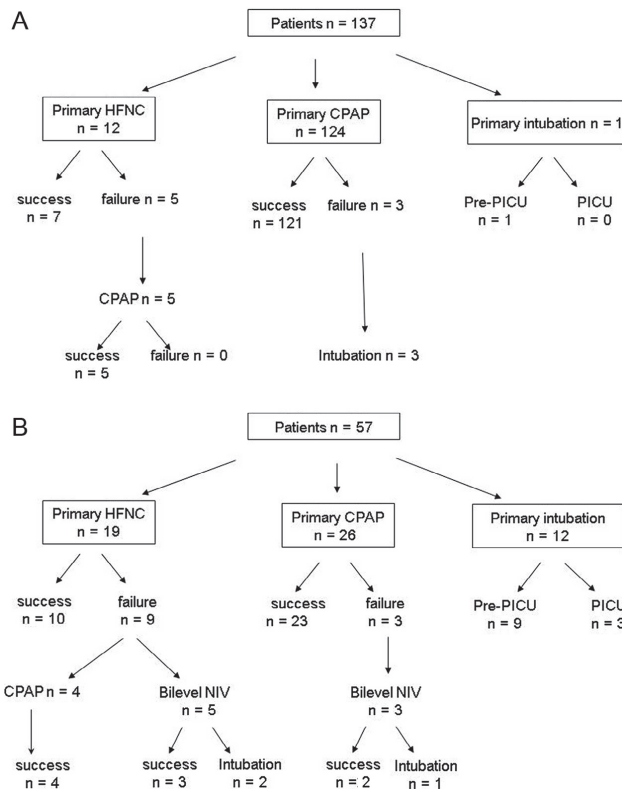 A
Patients n = 137
Primary HFNC
n = 12
Primary CPAP
n = 124
Primary intubation n = 1
success
n = 7
failure n = 5
success
n = 121
failure n = 3
Pre-PICU
n = 1
PICU
n = 0
CPAP n = 5
success
n = 5
failure n = 0
Intubation n = 3
B
Patients n = 57
Primary HFNC
n = 19
Primary CPAP
n = 26
Primary intubation
n = 12
success
n = 10
failure
n = 9
success
n = 23
failure
n = 3
Pre-PICU
n = 9
PICU
n = 3
CPAP n = 4
Bilevel NIV
n = 5
Bilevel NIV
n = 3
success
n = 4
success
n = 3
Intubation
n = 2
success
n = 2
Intubation
n = 1